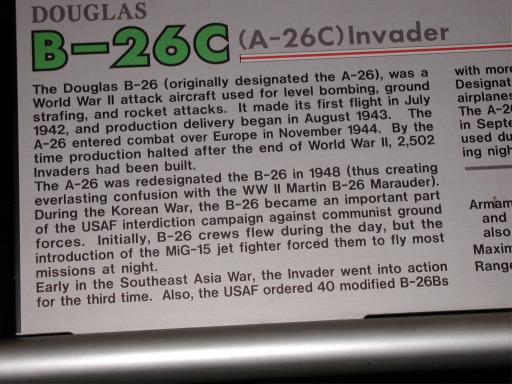 DOUGLAS
B-26C (A-26C) Invader
The Douglas B-26 (originally designated the A-26), was a
World War II attack aircraft used for level bombing, ground
strafing, and rocket attacks. It made its first flight in July
1942, and production delivery began in August 1943. The
A-26 entered combat over Europe in November 1944. By the
time production halted after the end of World War II, 2,502
Invaders had been built.
The A-26 was redesignated the B-26 in 1948 (thus creating
everlasting confusion with the WW II Martin B-26 Marauder).
During the Korean War, the B-26 became an important part
of the USAF interdiction campaign against communist ground
forces. Initially, B-26 crews flew during the day, but the
introduction of the MiG-15 jet fighter forced them to fly most
missions at night.
Early in the Southeast Asia War, the Invader went into action
for the third time. Also, the USAF ordered 40 modified B-26Bs
with more
Designat
airplanes
The A-26
in Septe
used du
ing nigh
Armam
and
also
Maxim
Range